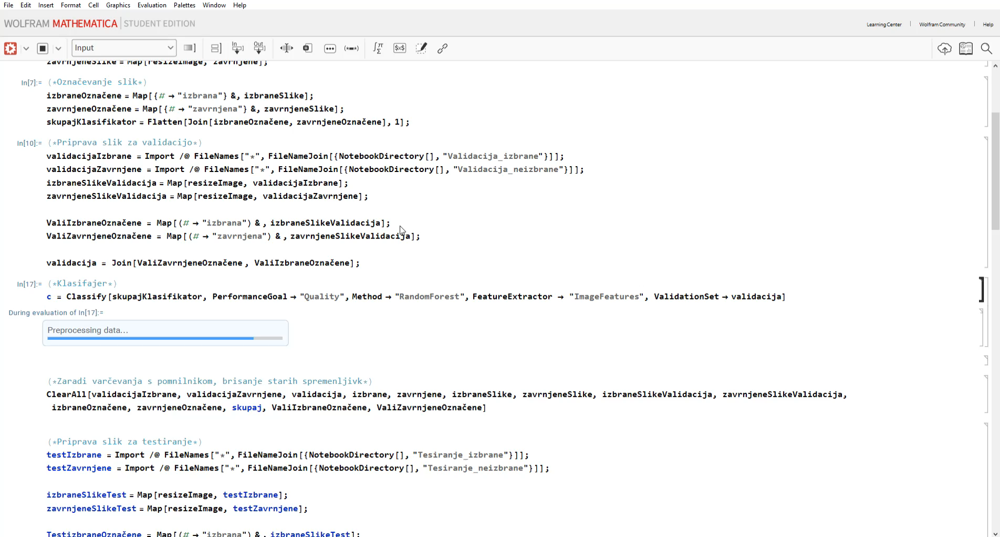 File Edit Insert Format Cell Graphics Evaluation Palettes Window Help
WOLFRAM MATHEMATICA | STUDENT EDITION
Learning Center | Wolfram Community | Help
Input
In Out ∫π Σ $x$
zavrnjeneSlike = Map[resizeImage, zavrnjene];
In[7]:= (*Označevanje slik*)
izbraneOznačene = Map[{# → "izbrana"} &, izbraneSlike];
zavrnjeneOznačene = Map[{# → "zavrnjena"} &, zavrnjeneSlike];
skupajKlasifikator = Flatten[Join[izbraneOznačene, zavrnjeneOznačene], 1];
In[10]:= (*Priprava slik za validacijo*)
validacijaIzbrane = Import /@ FileNames["*", FileNameJoin[{NotebookDirectory[], "Validacija_izbrane"}]];
validacijaZavrnjene = Import /@ FileNames["*", FileNameJoin[{NotebookDirectory[], "Validacija_neizbrane"}]];
izbraneSlikeValidacija = Map[resizeImage, validacijaIzbrane];
zavrnjeneSlikeValidacija = Map[resizeImage, validacijaZavrnjene];
ValiIzbraneOznačene = Map[(# → "izbrana") &, izbraneSlikeValidacija];
ValiZavrnjeneOznačene = Map[(# → "zavrnjena") &, zavrnjeneSlikeValidacija];
validacija = Join[ValiZavrnjeneOznačene, ValiIzbraneOznačene];
In[17]:= (*Klasifajer*)
c = Classify[skupajKlasifikator, PerformanceGoal → "Quality", Method → "RandomForest", FeatureExtractor → "ImageFeatures", ValidationSet → validacija]
During evaluation of In[17]:=
Preprocessing data...
(*Zaradi varčevanja s pomnilnikom, brisanje starih spremenljivk*)
ClearAll[validacijaIzbrane, validacijaZavrnjene, validacija, izbrane, zavrnjene, izbraneSlike, zavrnjeneSlike, izbraneSlikeValidacija, zavrnjeneSlikeValidacija,
izbraneOznačene, zavrnjeneOznačene, skupaj, ValiIzbraneOznačene, ValiZavrnjeneOznačene]
(*Priprava slik za testiranje*)
testIzbrane = Import /@ FileNames["*", FileNameJoin[{NotebookDirectory[], "Tesiranje_izbrane"}]];
testZavrnjene = Import /@ FileNames["*", FileNameJoin[{NotebookDirectory[], "Tesiranje_neizbrane"}]];
izbraneSlikeTest = Map[resizeImage, testIzbrane];
zavrnjeneSlikeTest = Map[resizeImage, testZavrnjene];
TestizbraneOznačene = Map[(# → "izbrana") &, izbraneSlikeTest];